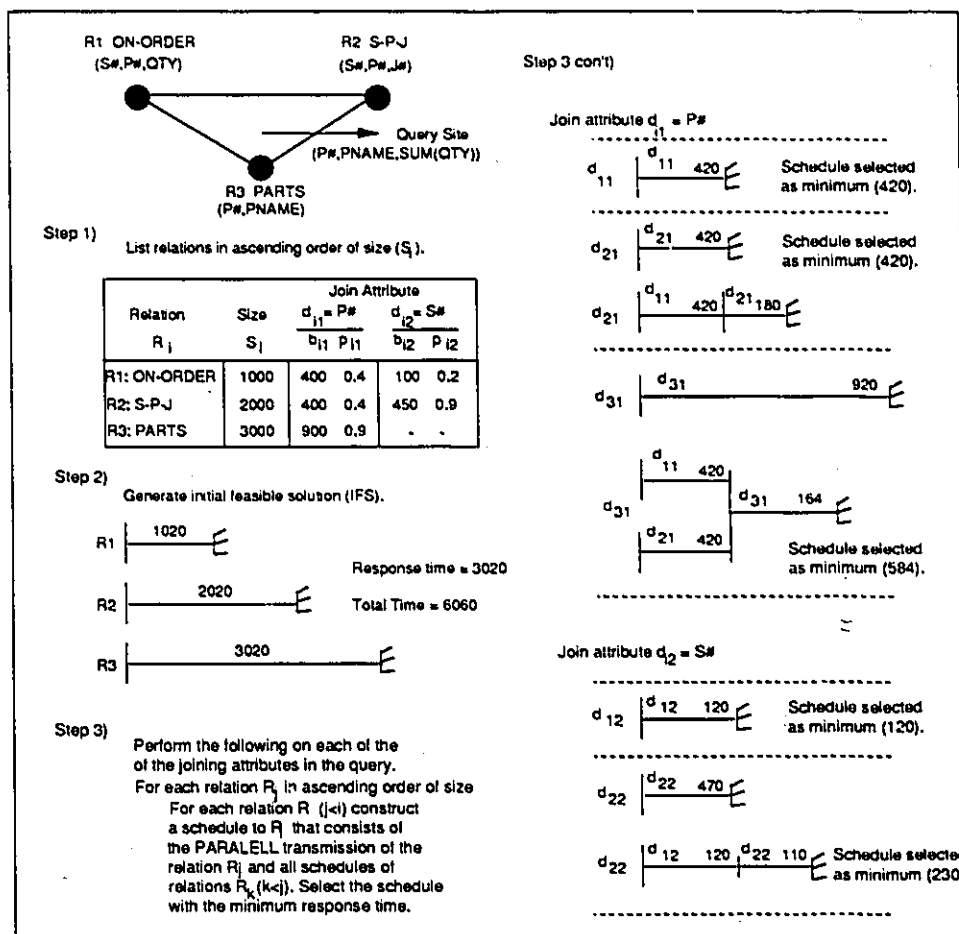 R1 ON-ORDER
(S#,P#,QTY)
R2 S-P-J
(S#,P#,J#)
Query Site
(P#,PNAME,SUM(QTY))
R3 PARTS
(P#,PNAME)
Step 1)
List relations in ascending order of size (Si).
Join Attribute
Relation Size di1= P# di2= S#
Ri Si bi1 Pi1 bi2 Pi2
R1: ON-ORDER 1000 400 0.4 100 0.2
R2: S-P-J 2000 400 0.4 450 0.9
R3: PARTS 3000 900 0.9 - -
Step 2)
Generate initial feasible solution (IFS).
R1 1020
Response time = 3020
R2 2020
Total Time = 6060
R3 3020
Step 3)
Perform the following on each of the
of the joining attributes in the query.
For each relation Rj in ascending order of size
For each relation R (j<i) construct
a schedule to Ri that consists of
the PARALELL transmission of the
relation Rj and all schedules of
relations Rk(k<j). Select the schedule
with the minimum response time.
Step 3 con't)
Join attribute di1 = P#
d11 d11 420 Schedule selected
as minimum (420).
d21 d21 420 Schedule selected
as minimum (420).
d21 d11 420 d21 180
d31 d31 920
d11 420
d31 d31 164
d21 420
Schedule selected
as minimum (584).
Join attribute di2 = S#
d12 d12 120 Schedule selected
as minimum (120).
d22 d22 470
d22 d12 120 d22 110 Schedule selected
as minimum (230